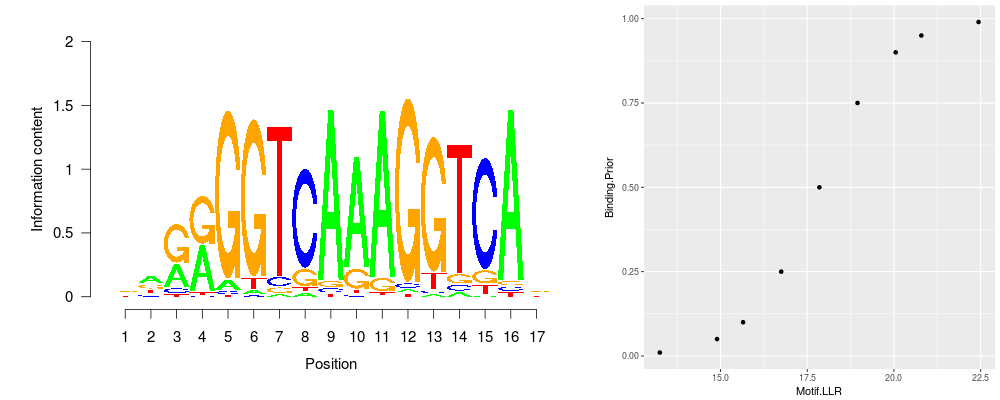 2
1.5
1
0.5
0
Information content
GGGTCAAAGGTCA
AA
1 2 3 4 5 6 7 8 9 10 11 12 13 14 15 16 17
Position
1.00
0.75
0.50
0.25
0.00
Binding.Prior
15.0 17.5 20.0 22.5
Motif.LLR